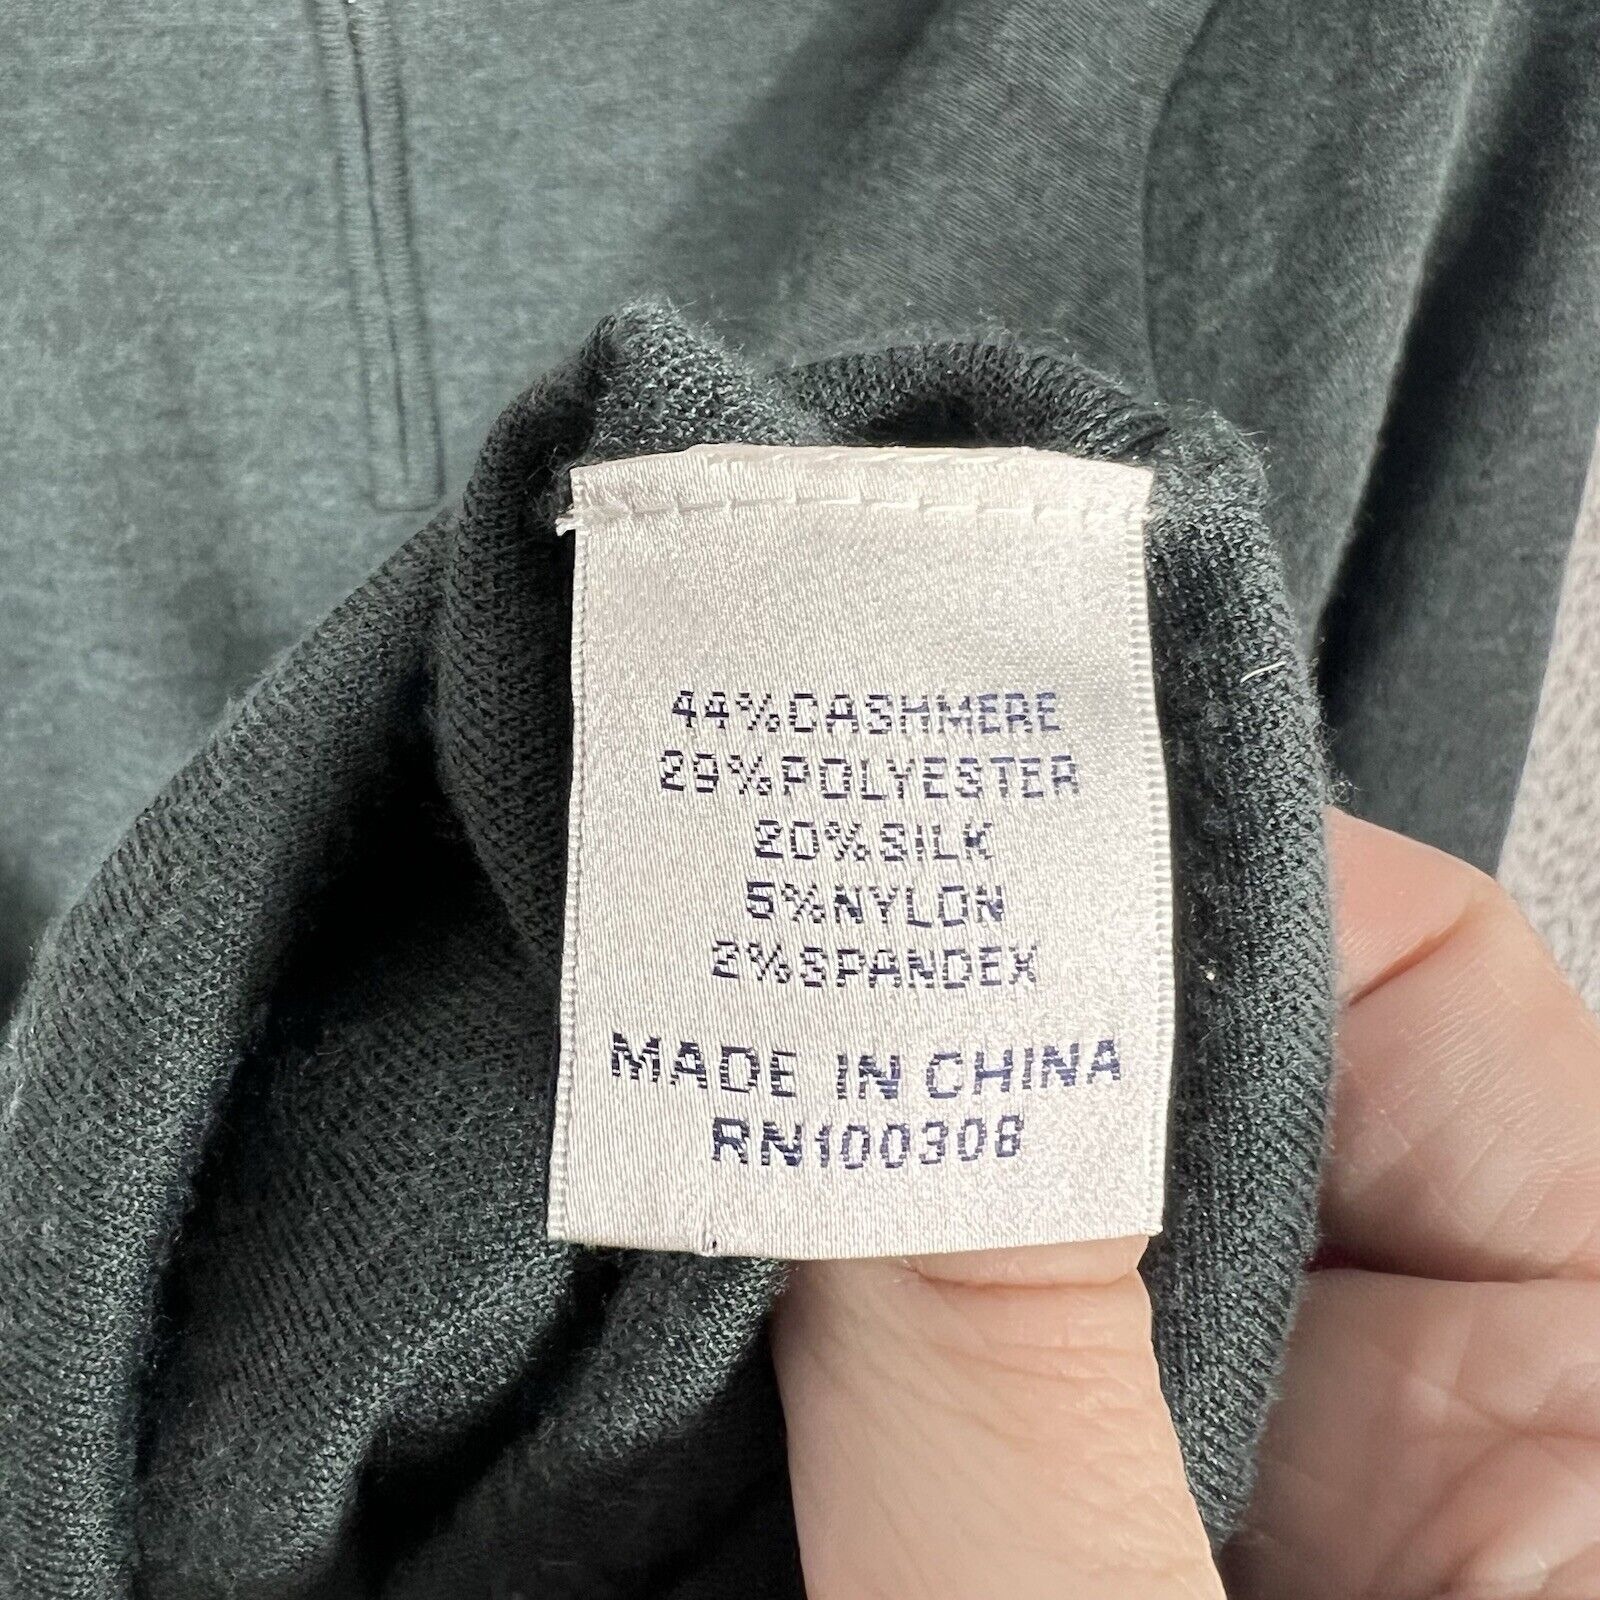 44%CASHMERE
29%POLYESTER
20%SILK
5%NYLON
2%SPANDEX
MADE IN CHINA
RN100308